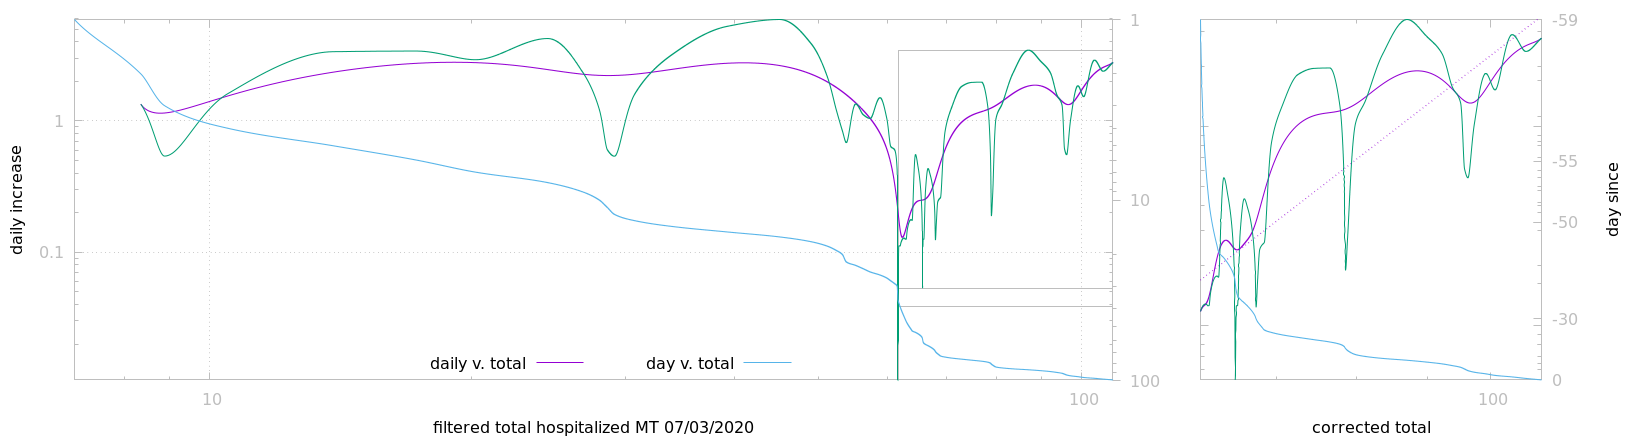 1
-59
1
-55
daily increase
10
day since
-50
0.1
-30
daily v. total
day v. total
100
0
10
100
100
filtered total hospitalized MT 07/03/2020
corrected total